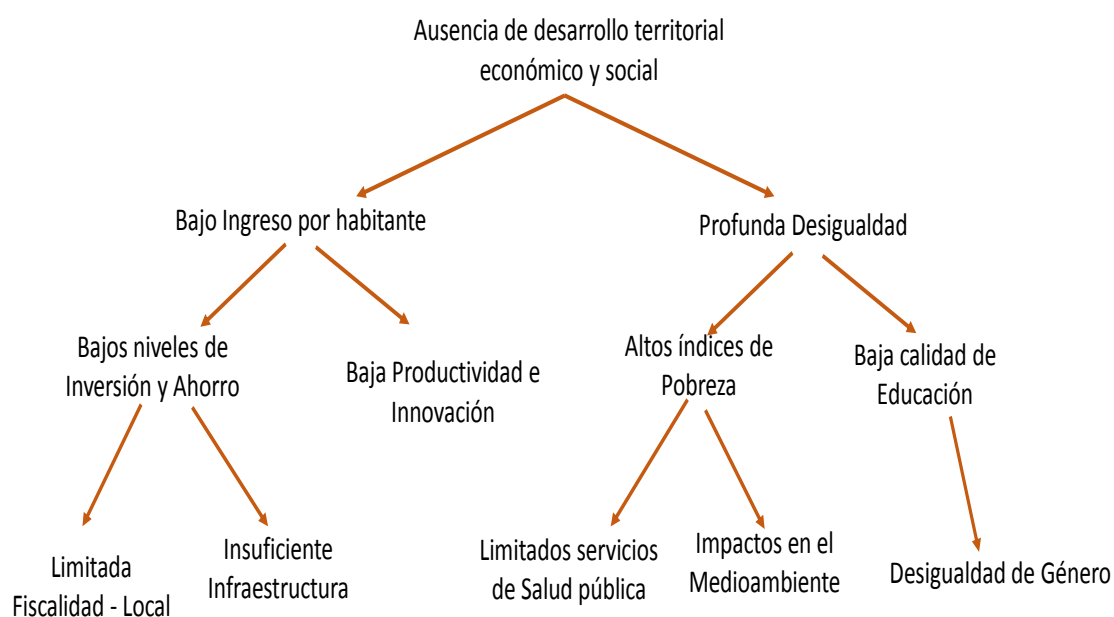 Ausencia de desarrollo territorial
económico y social
Bajo Ingreso por habitante
Profunda Desigualdad
Bajos niveles de
Inversión y Ahorro
Baja Productividad e
Innovación
Altos índices de
Pobreza
Baja calidad de
Educación
Limitada
Fiscalidad - Local
Insuficiente
Infraestructura
Limitados servicios
de Salud pública
Impactos en el
Medioambiente
Desigualdad de Género